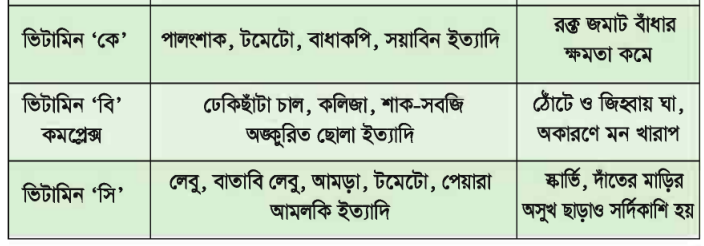 ভিটামিন ‘কে’
পালংশাক, টমেটো, বাধাকপি, সয়াবিন ইত্যাদি
রক্ত জমাট বাঁধার
ক্ষমতা কমে
ভিটামিন ‘বি’
কমপ্লেক্স
ঢেকিছাঁটা চাল, কলিজা, শাক-সবজি
অঙ্কুরিত ছোলা ইত্যাদি
ঠোঁটে ও জিহ্বায় ঘা,
অকারণে মন খারাপ
ভিটামিন ‘সি’
লেবু, বাতাবি লেবু, আমড়া, টমেটো, পেয়ারা
আমলকি ইত্যাদি
স্কার্ভি, দাঁতের মাড়ির
অসুখ ছাড়াও সর্দিকাশি হয়